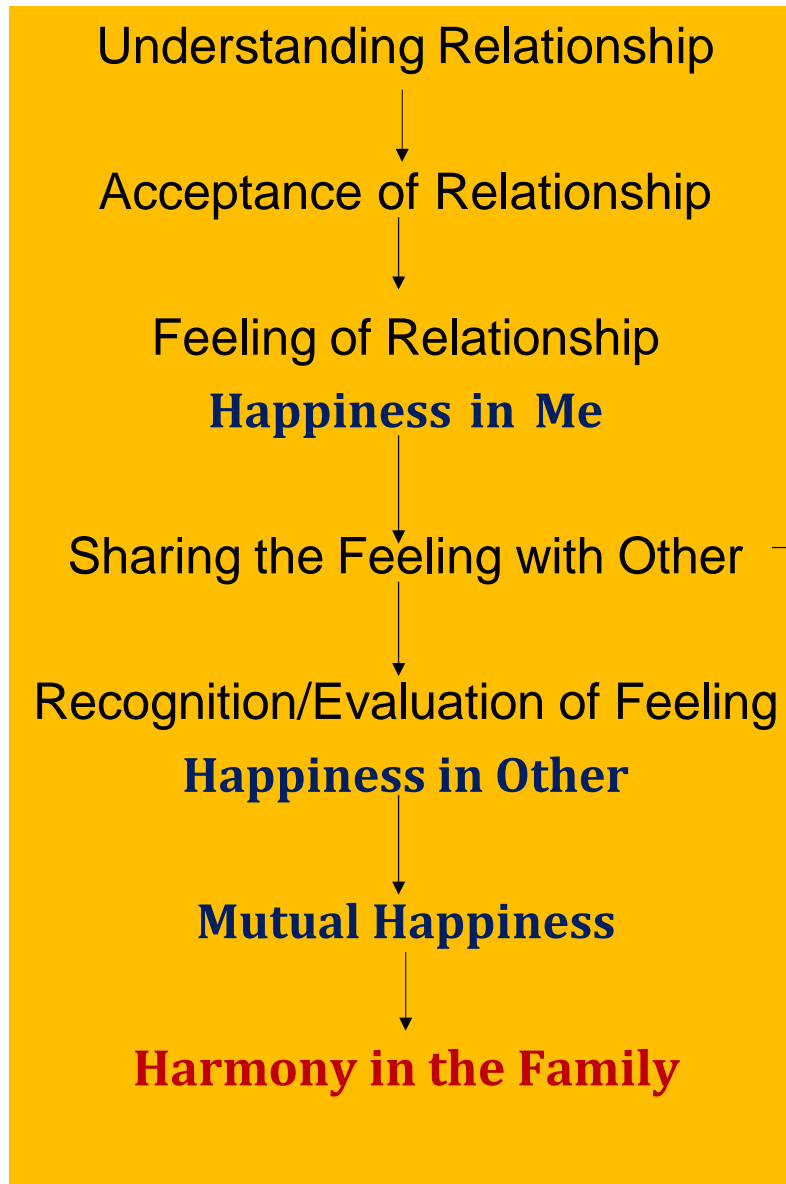 Understanding Relationship
Acceptance of Relationship
Feeling of Relationship
Happiness in Me
Sharing the Feeling with Other
Recognition/Evaluation of Feeling
Happiness in Other
Mutual Happiness
Harmony in the Family